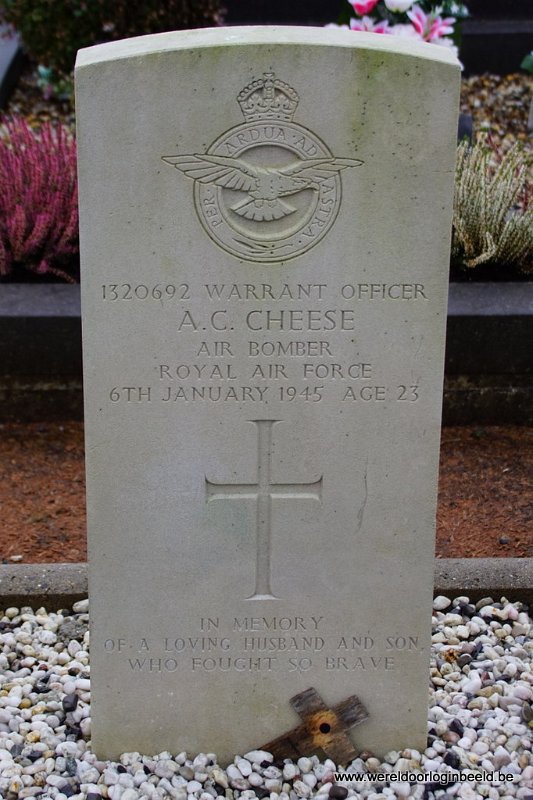 PER ARDUA AD ASTRA
1320692 WARRANT OFFICER
A.C. CHEESE
AIR BOMBER
ROYAL AIR FORCE
6TH JANUARY 1945 AGE 23
IN MEMORY
OF A LOVING HUSBAND AND SON,
WHO FOUGHT SO BRAVE
www.werelddoorloginbeeld.be